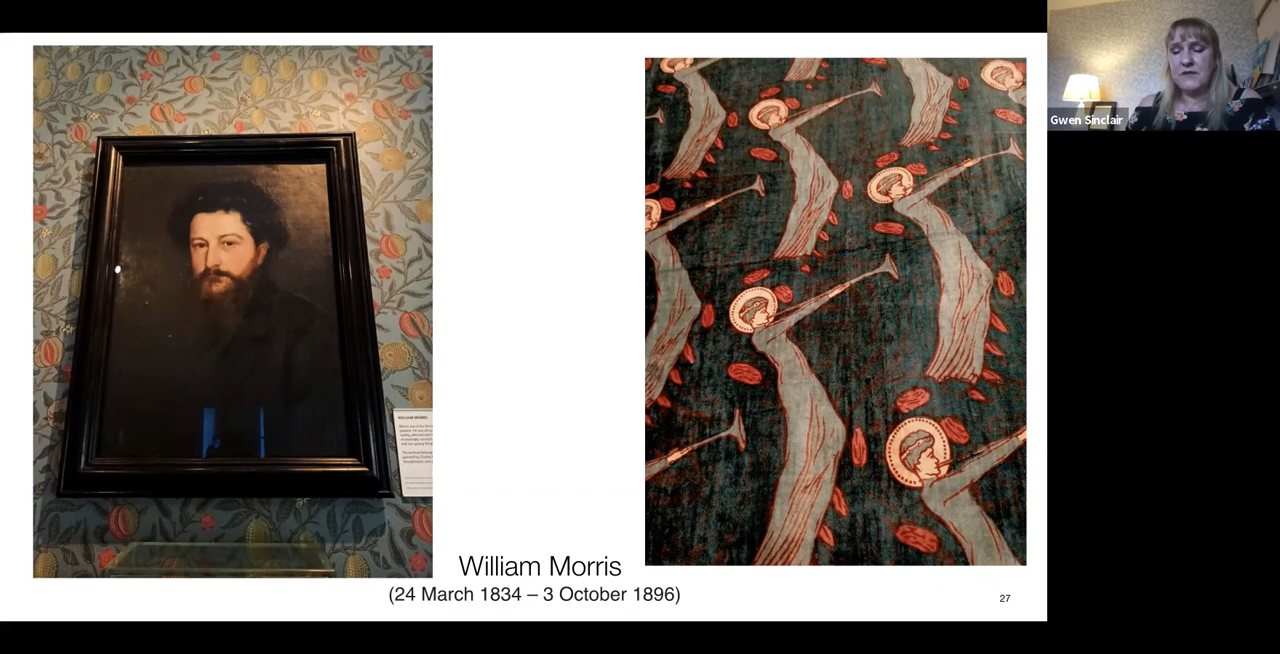 Gwen Sinclair
WILLIAM MORRIS
William Morris
(24 March 1834 – 3 October 1896)
27